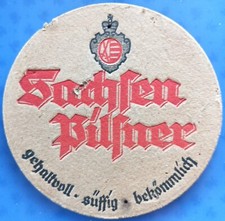 Sachsen
Pilsner
gehaltvoll · süffig · bekömmlich